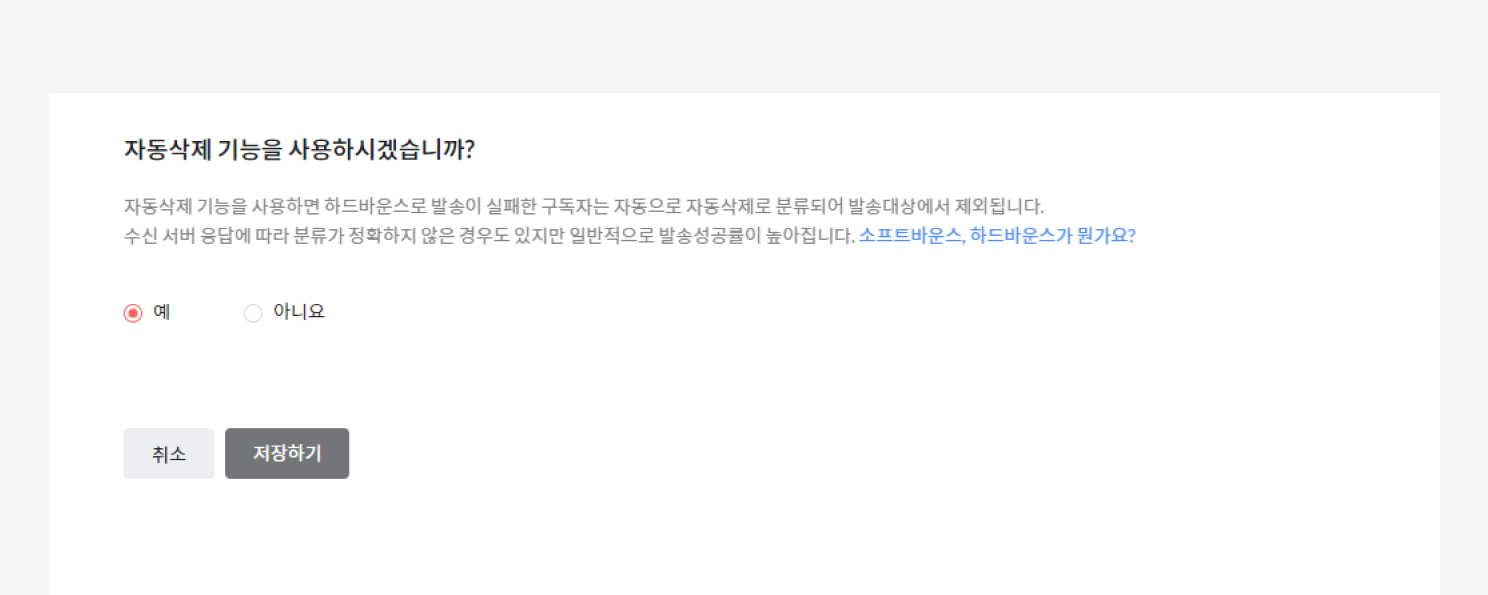 자동삭제 기능을 사용하시겠습니까?
자동삭제 기능을 사용하면 하드바운스로 발송이 실패한 구독자는 자동으로 자동삭제로 분류되어 발송대상에서 제외됩니다.
수신 서버 응답에 따라 분류가 정확하지 않은 경우도 있지만 일반적으로 발송성공률이 높아집니다. 소프트바운스, 하드바운스가 뭔가요?
예 아니요
취소 저장하기